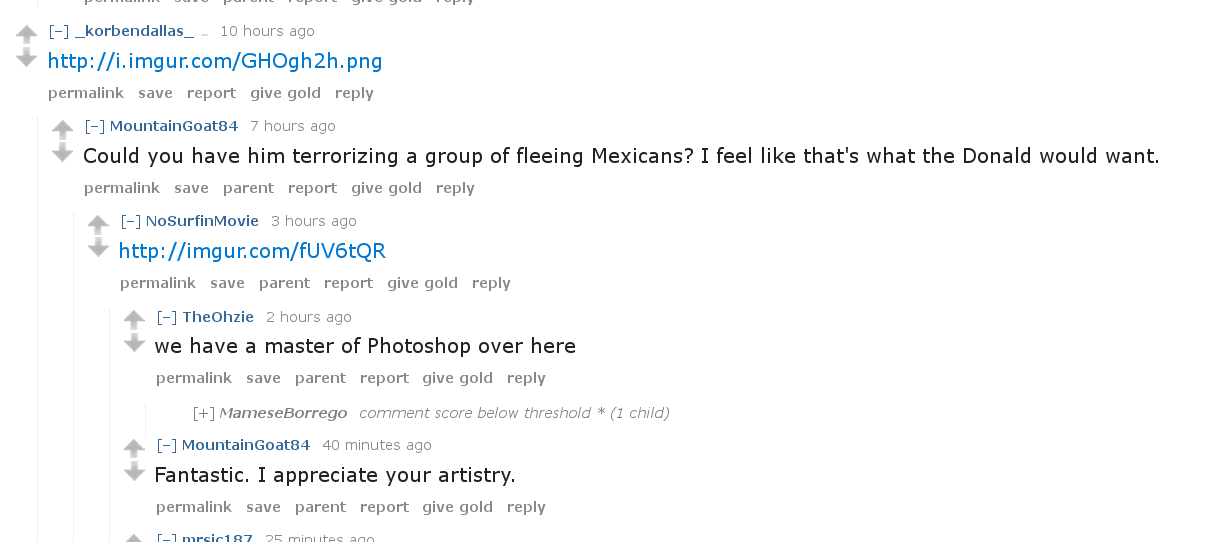 permalink save parent report give gold reply
[–] _korbendallas_ 10 hours ago
http://i.imgur.com/GHOgh2h.png
permalink save report give gold reply
[–] MountainGoat84 7 hours ago
Could you have him terrorizing a group of fleeing Mexicans? I feel like that's what the Donald would want.
permalink save parent report give gold reply
[–] NoSurfinMovie 3 hours ago
http://imgur.com/fUV6tQR
permalink save parent report give gold reply
[–] TheOhzie 2 hours ago
we have a master of Photoshop over here
permalink save parent report give gold reply
[+] MameseBorrego comment score below threshold * (1 child)
[–] MountainGoat84 40 minutes ago
Fantastic. I appreciate your artistry.
permalink save parent report give gold reply
[–] mrsic187 25 minutes ago